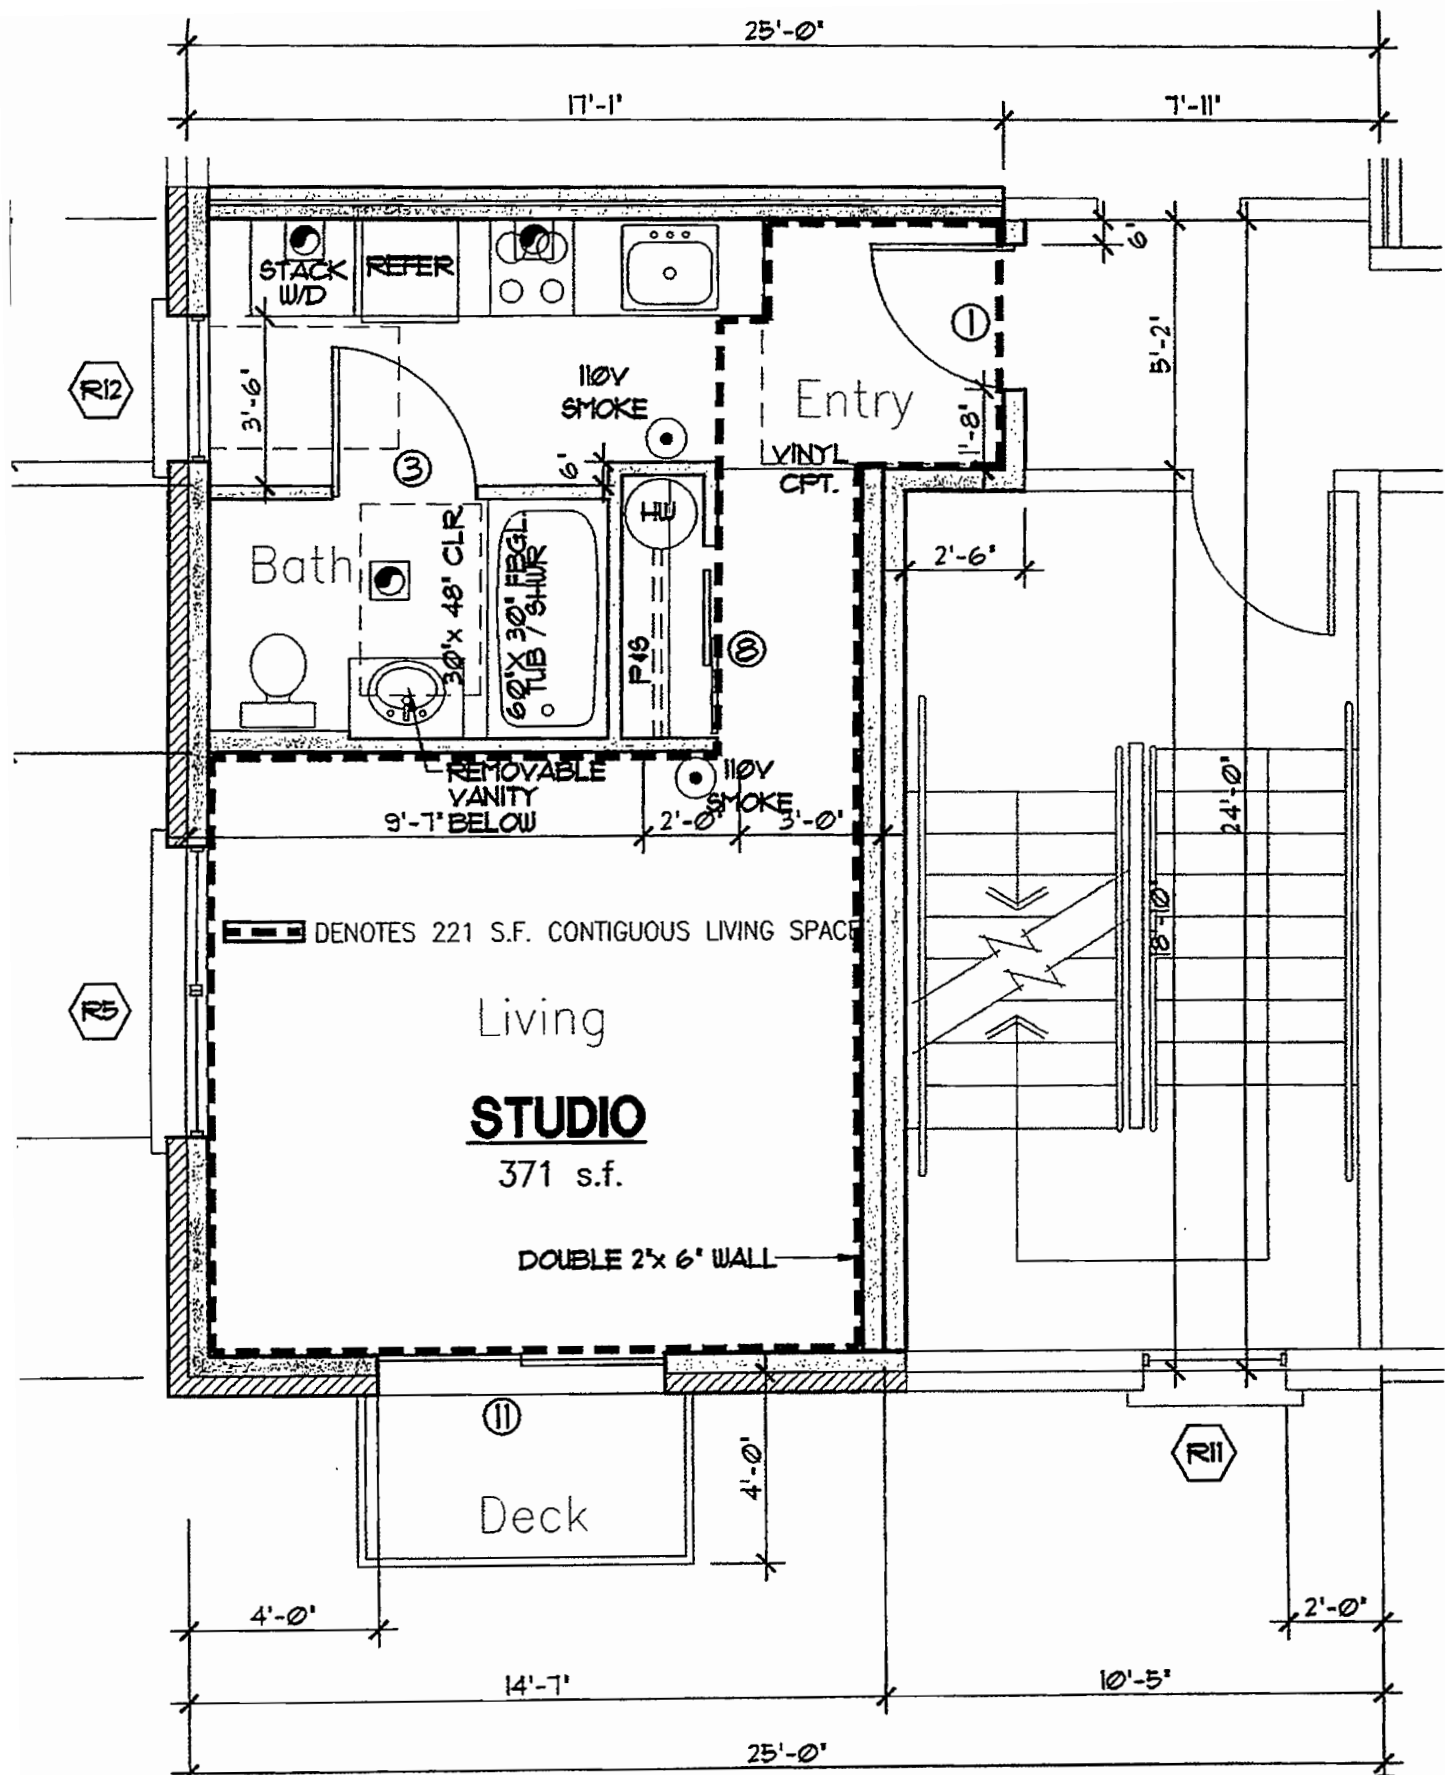 25'-0"
17'-1"
7'-11"
STACK
W/D
REFER
6"
1
5'-2"
R12
3'-6"
110V
SMOKE
Entry
1'-8"
3
6"
VINYL
CPT.
HW
Bath
30"x 48" CLR
60"X 30" FBGL.
TUB / SHWR
2'-6"
P&S
8
REMOVABLE
VANITY
BELOW
110V
SMOKE
9'-7"
2'-0"
3'-0"
24'-0"
18'-10"
DENOTES 221 S.F. CONTIGUOUS LIVING SPACE
R5
Living
STUDIO
371 s.f.
DOUBLE 2"x 6" WALL
11
R11
4'-0"
Deck
4'-0"
2'-0"
14'-7"
10'-5"
25'-0"